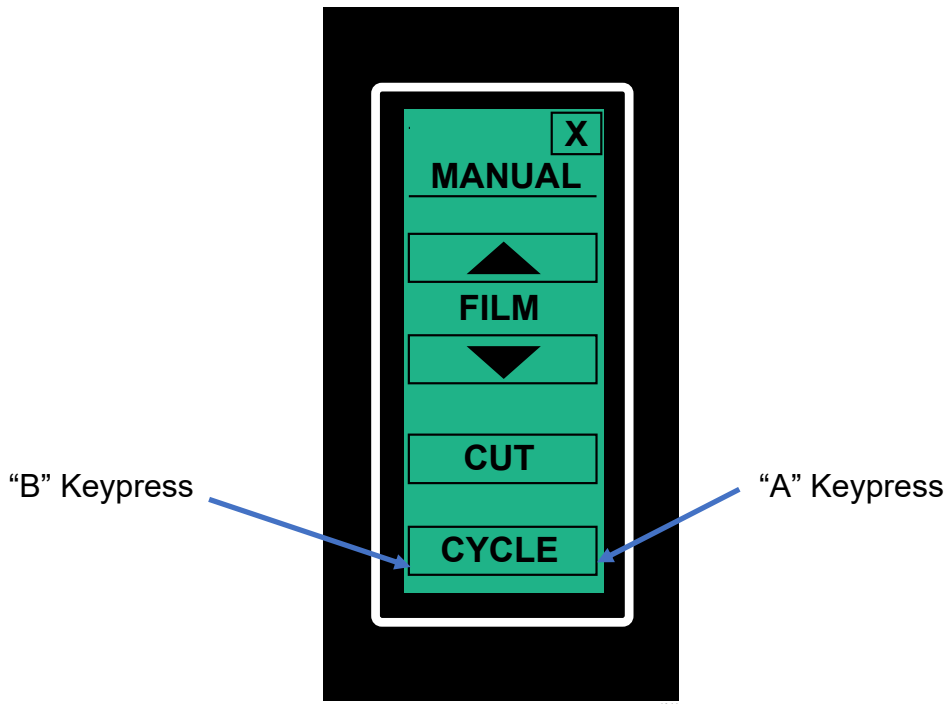 X
MANUAL
FILM
CUT
“B” Keypress
“A” Keypress
CYCLE